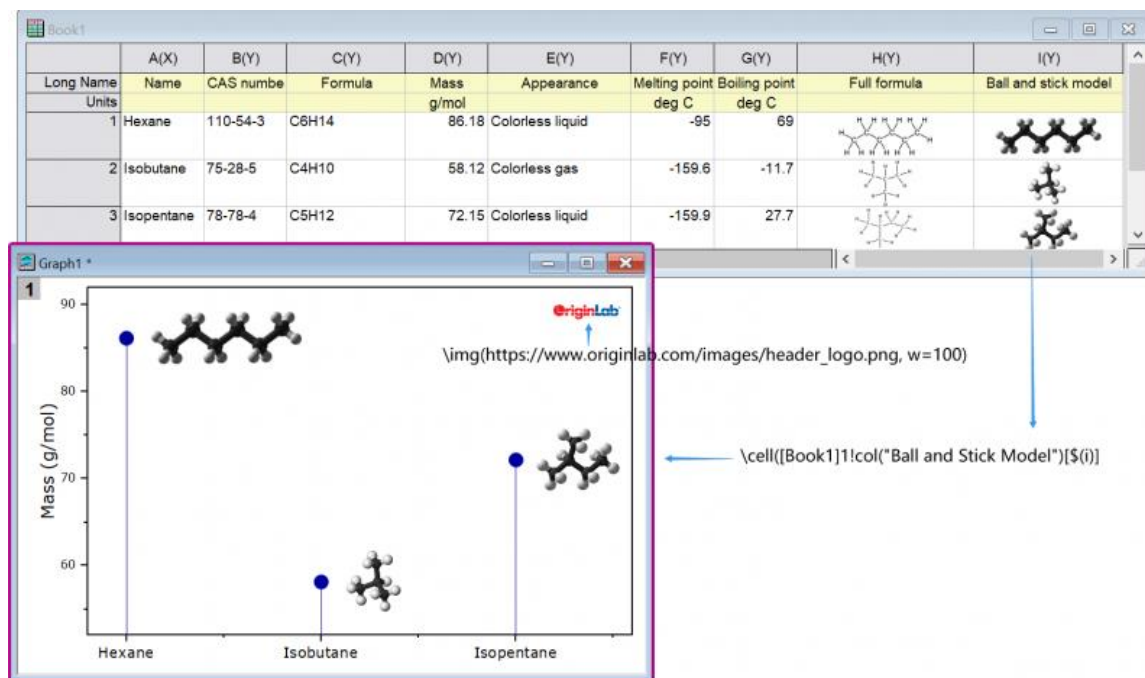 Book1
A(X) B(Y) C(Y) D(Y) E(Y) F(Y) G(Y) H(Y) I(Y)
Long Name Name CAS numbe Formula Mass Appearance Melting point Boiling point Full formula Ball and stick model
Units g/mol deg C deg C
1 Hexane 110-54-3 C6H14 86.18 Colorless liquid -95 69
2 Isobutane 75-28-5 C4H10 58.12 Colorless gas -159.6 -11.7
3 Isopentane 78-78-4 C5H12 72.15 Colorless liquid -159.9 27.7
Graph1 *
1
OriginLab
\img(https://www.originlab.com/images/header_logo.png, w=100)
\cell([Book1]1!col("Ball and Stick Model")[$(i)]
Mass (g/mol)
90
80
70
60
Hexane Isobutane Isopentane